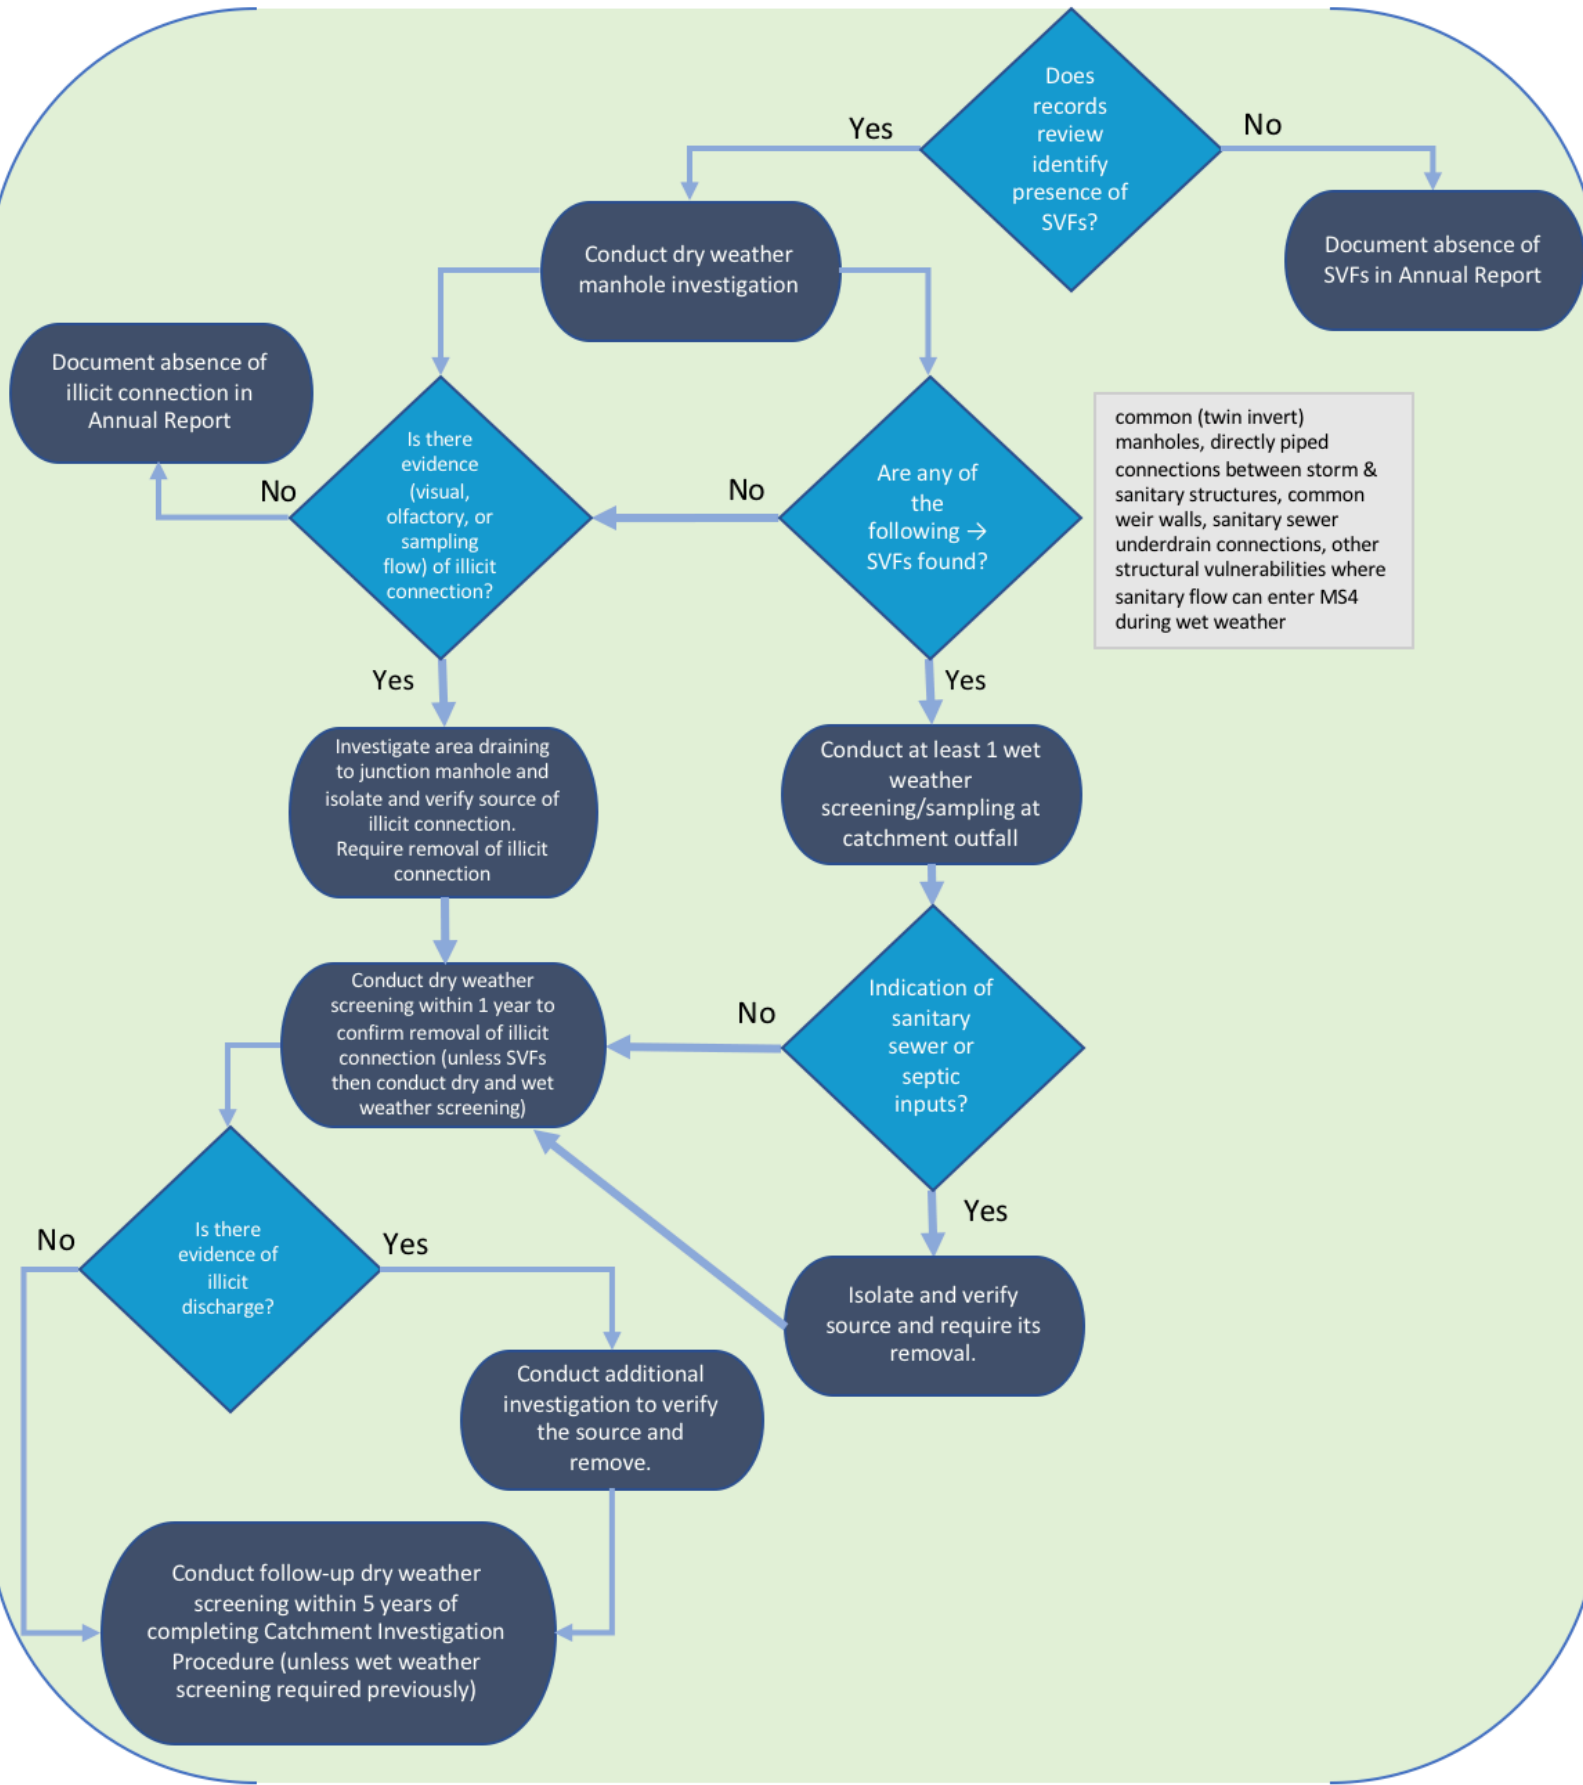 Does
records
review
identify
presence of
SVFs?
Yes
No
Conduct dry weather
manhole investigation
Document absence of
SVFs in Annual Report
Document absence of
illicit connection in
Annual Report
Is there
evidence
(visual,
olfactory, or
sampling
flow) of illicit
connection?
No
No
Are any of
the
following →
SVFs found?
common (twin invert)
manholes, directly piped
connections between storm &
sanitary structures, common
weir walls, sanitary sewer
underdrain connections, other
structural vulnerabilities where
sanitary flow can enter MS4
during wet weather
Yes
Yes
Investigate area draining
to junction manhole and
isolate and verify source of
illicit connection.
Require removal of illicit
connection
Conduct at least 1 wet
weather
screening/sampling at
catchment outfall
Conduct dry weather
screening within 1 year to
confirm removal of illicit
connection (unless SVFs
then conduct dry and wet
weather screening)
No
Indication of
sanitary
sewer or
septic
inputs?
Yes
No
Is there
evidence of
illicit
discharge?
Yes
Isolate and verify
source and require its
removal.
Conduct additional
investigation to verify
the source and
remove.
Conduct follow-up dry weather
screening within 5 years of
completing Catchment Investigation
Procedure (unless wet weather
screening required previously)